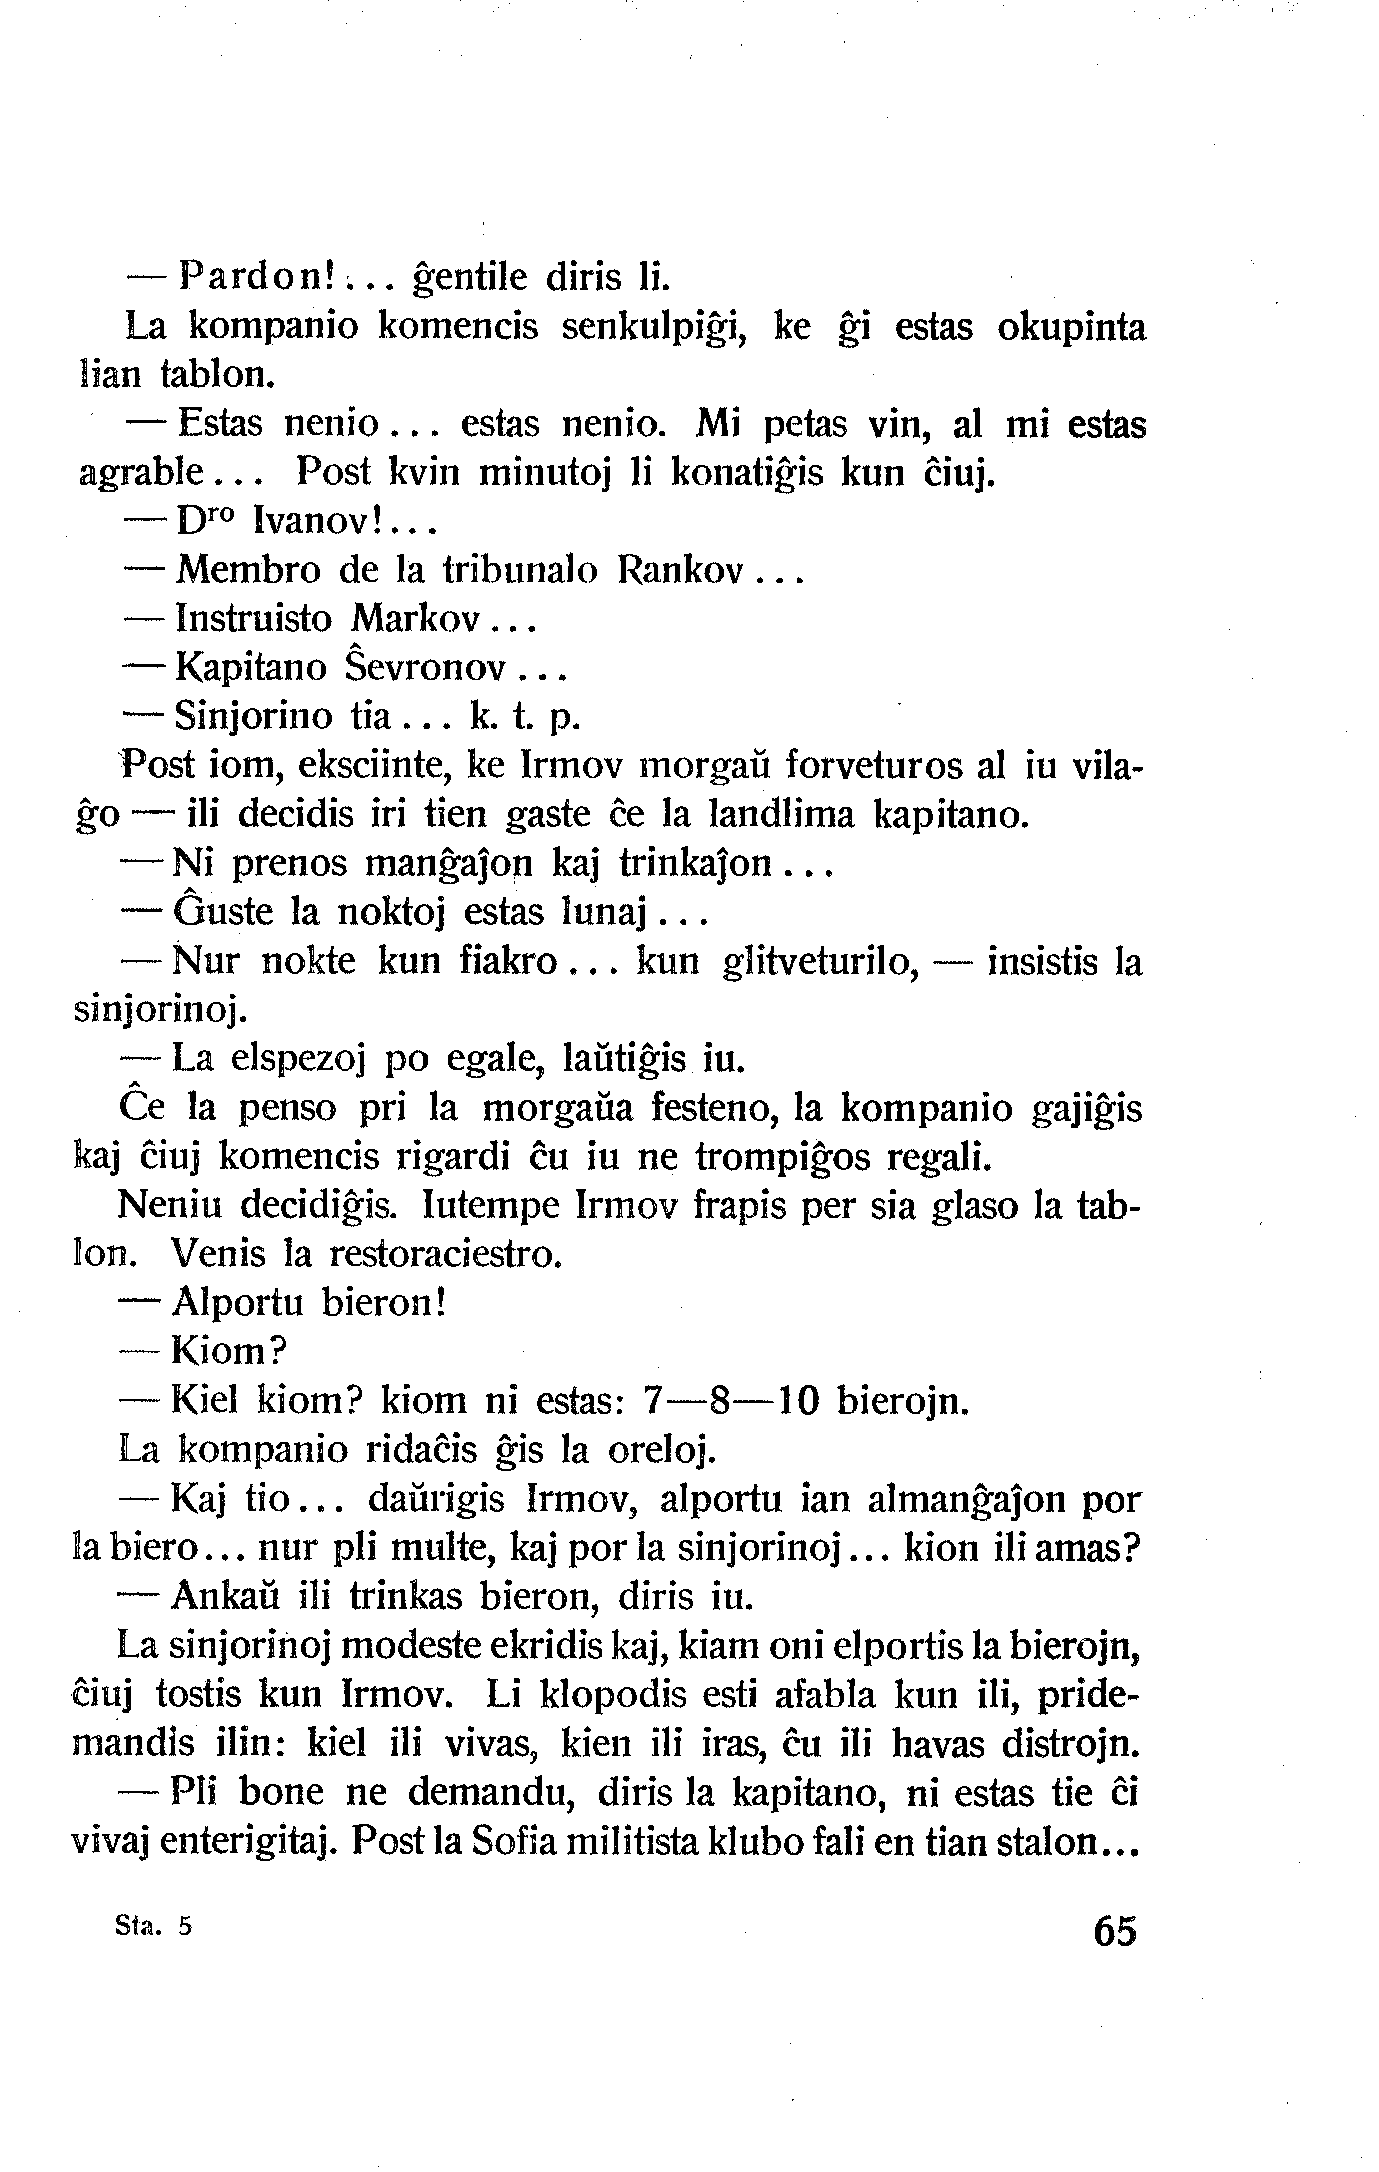 — Pardon!... ĝentile diris li.
La kompanio komencis senkulpiĝi, ke ĝi estas okupinta
lian tablon.
— Estas nenio... estas nenio. Mi petas vin, al mi estas
agrable... Post kvin minutoj li konatiĝis kun ĉiuj.
— Dʳᵒ Ivanov!...
— Membro de la tribunalo Rankov...
— Instruisto Markov...
— Kapitano Ŝevronov...
— Sinjorino tia... k. t. p.
Post iom, eksciinte, ke Irmov morgaŭ forveturos al iu vila-
ĝo — ili decidis iri tien gaste ĉe la landlima kapitano.
— Ni prenos manĝaĵon kaj trinkaĵon...
— Ĝuste la noktoj estas lunaj...
— Nur nokte kun fiakro... kun glitveturilo, — insistis la
sinjorinoj.
— La elspezoj po egale, laŭtiĝis iu.
Ĉe la penso pri la morgaŭa festeno, la kompanio gajiĝis
kaj ĉiuj komencis rigardi ĉu iu ne trompiĝos regali.
Neniu decidiĝis. Iutempe Irmov frapis per sia glaso la tab-
lon. Venis la restoraciestro.
— Alportu bieron!
— Kiom?
— Kiel kiom? kiom ni estas: 7—8—10 bierojn.
La kompanio ridaĉis ĝis la oreloj.
— Kaj tio... daŭrigis Irmov, alportu ian almanĝaĵon por
la biero... nur pli multe, kaj por la sinjorinoj... kion ili amas?
— Ankaŭ ili trinkas bieron, diris iu.
La sinjorinoj modeste ekridis kaj, kiam oni elportis la bierojn,
ĉiuj tostis kun Irmov. Li klopodis esti afabla kun ili, pride-
mandis ilin: kiel ili vivas, kien ili iras, ĉu ili havas distrojn.
— Pli bone ne demandu, diris la kapitano, ni estas tie ĉi
vivaj enterigitaj. Post la Sofia militista klubo fali en tian stalon...
Sta. 5 65